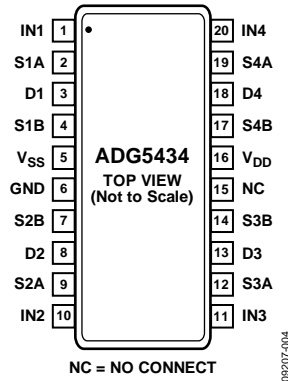 IN1 1
S1A 2
D1 3
S1B 4
VSS 5
GND 6
S2B 7
D2 8
S2A 9
IN2 10
ADG5434
TOP VIEW
(Not to Scale)
20 IN4
19 S4A
18 D4
17 S4B
16 VDD
15 NC
14 S3B
13 D3
12 S3A
11 IN3
NC = NO CONNECT
09207-004